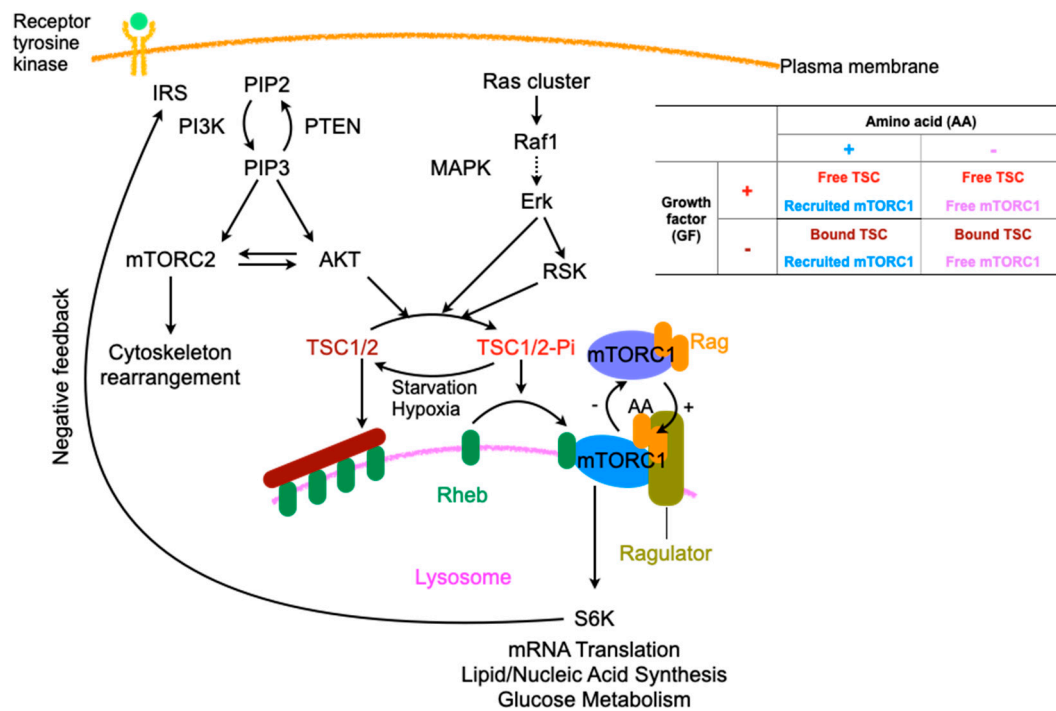 Receptor
tyrosine
kinase
Plasma membrane
IRS
PIP2
PI3K
PTEN
PIP3
mTORC2
AKT
Cytoskeleton
rearrangement
Ras cluster
Raf1
MAPK
Erk
RSK
Amino acid (AA)
+
-
Growth
factor
(GF)
+
Free TSC
Recruited mTORC1
Free TSC
Free mTORC1
-
Bound TSC
Recruited mTORC1
Bound TSC
Free mTORC1
TSC1/2
TSC1/2-Pi
Starvation
Hypoxia
mTORC1
Rag
-
AA
+
mTORC1
Rheb
Ragulator
Lysosome
Negative feedback
S6K
mRNA Translation
Lipid/Nucleic Acid Synthesis
Glucose Metabolism